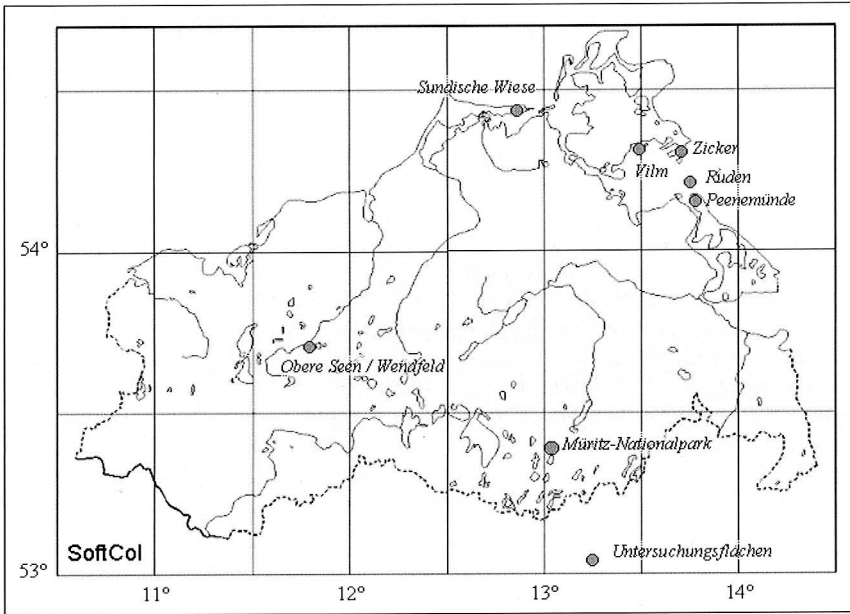 Sundische Wiese
Zicker
Vilm
Ruden
Peenemünde
54°
Obere Seen / Wendfeld
Müritz-Nationalpark
Untersuchungsflächen
SoftCol
53°
11°
12°
13°
14°